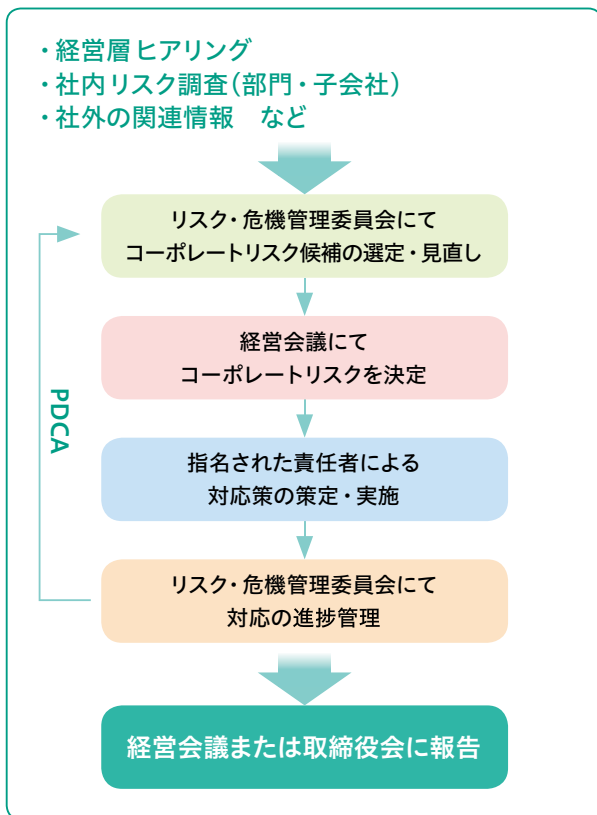 ・経営層ヒアリング
・社内リスク調査(部門・子会社)
・社外の関連情報　など
リスク・危機管理委員会にて
コーポレートリスク候補の選定・見直し
経営会議にて
コーポレートリスクを決定
PDCA
指名された責任者による
対応策の策定・実施
リスク・危機管理委員会にて
対応の進捗管理
経営会議または取締役会に報告